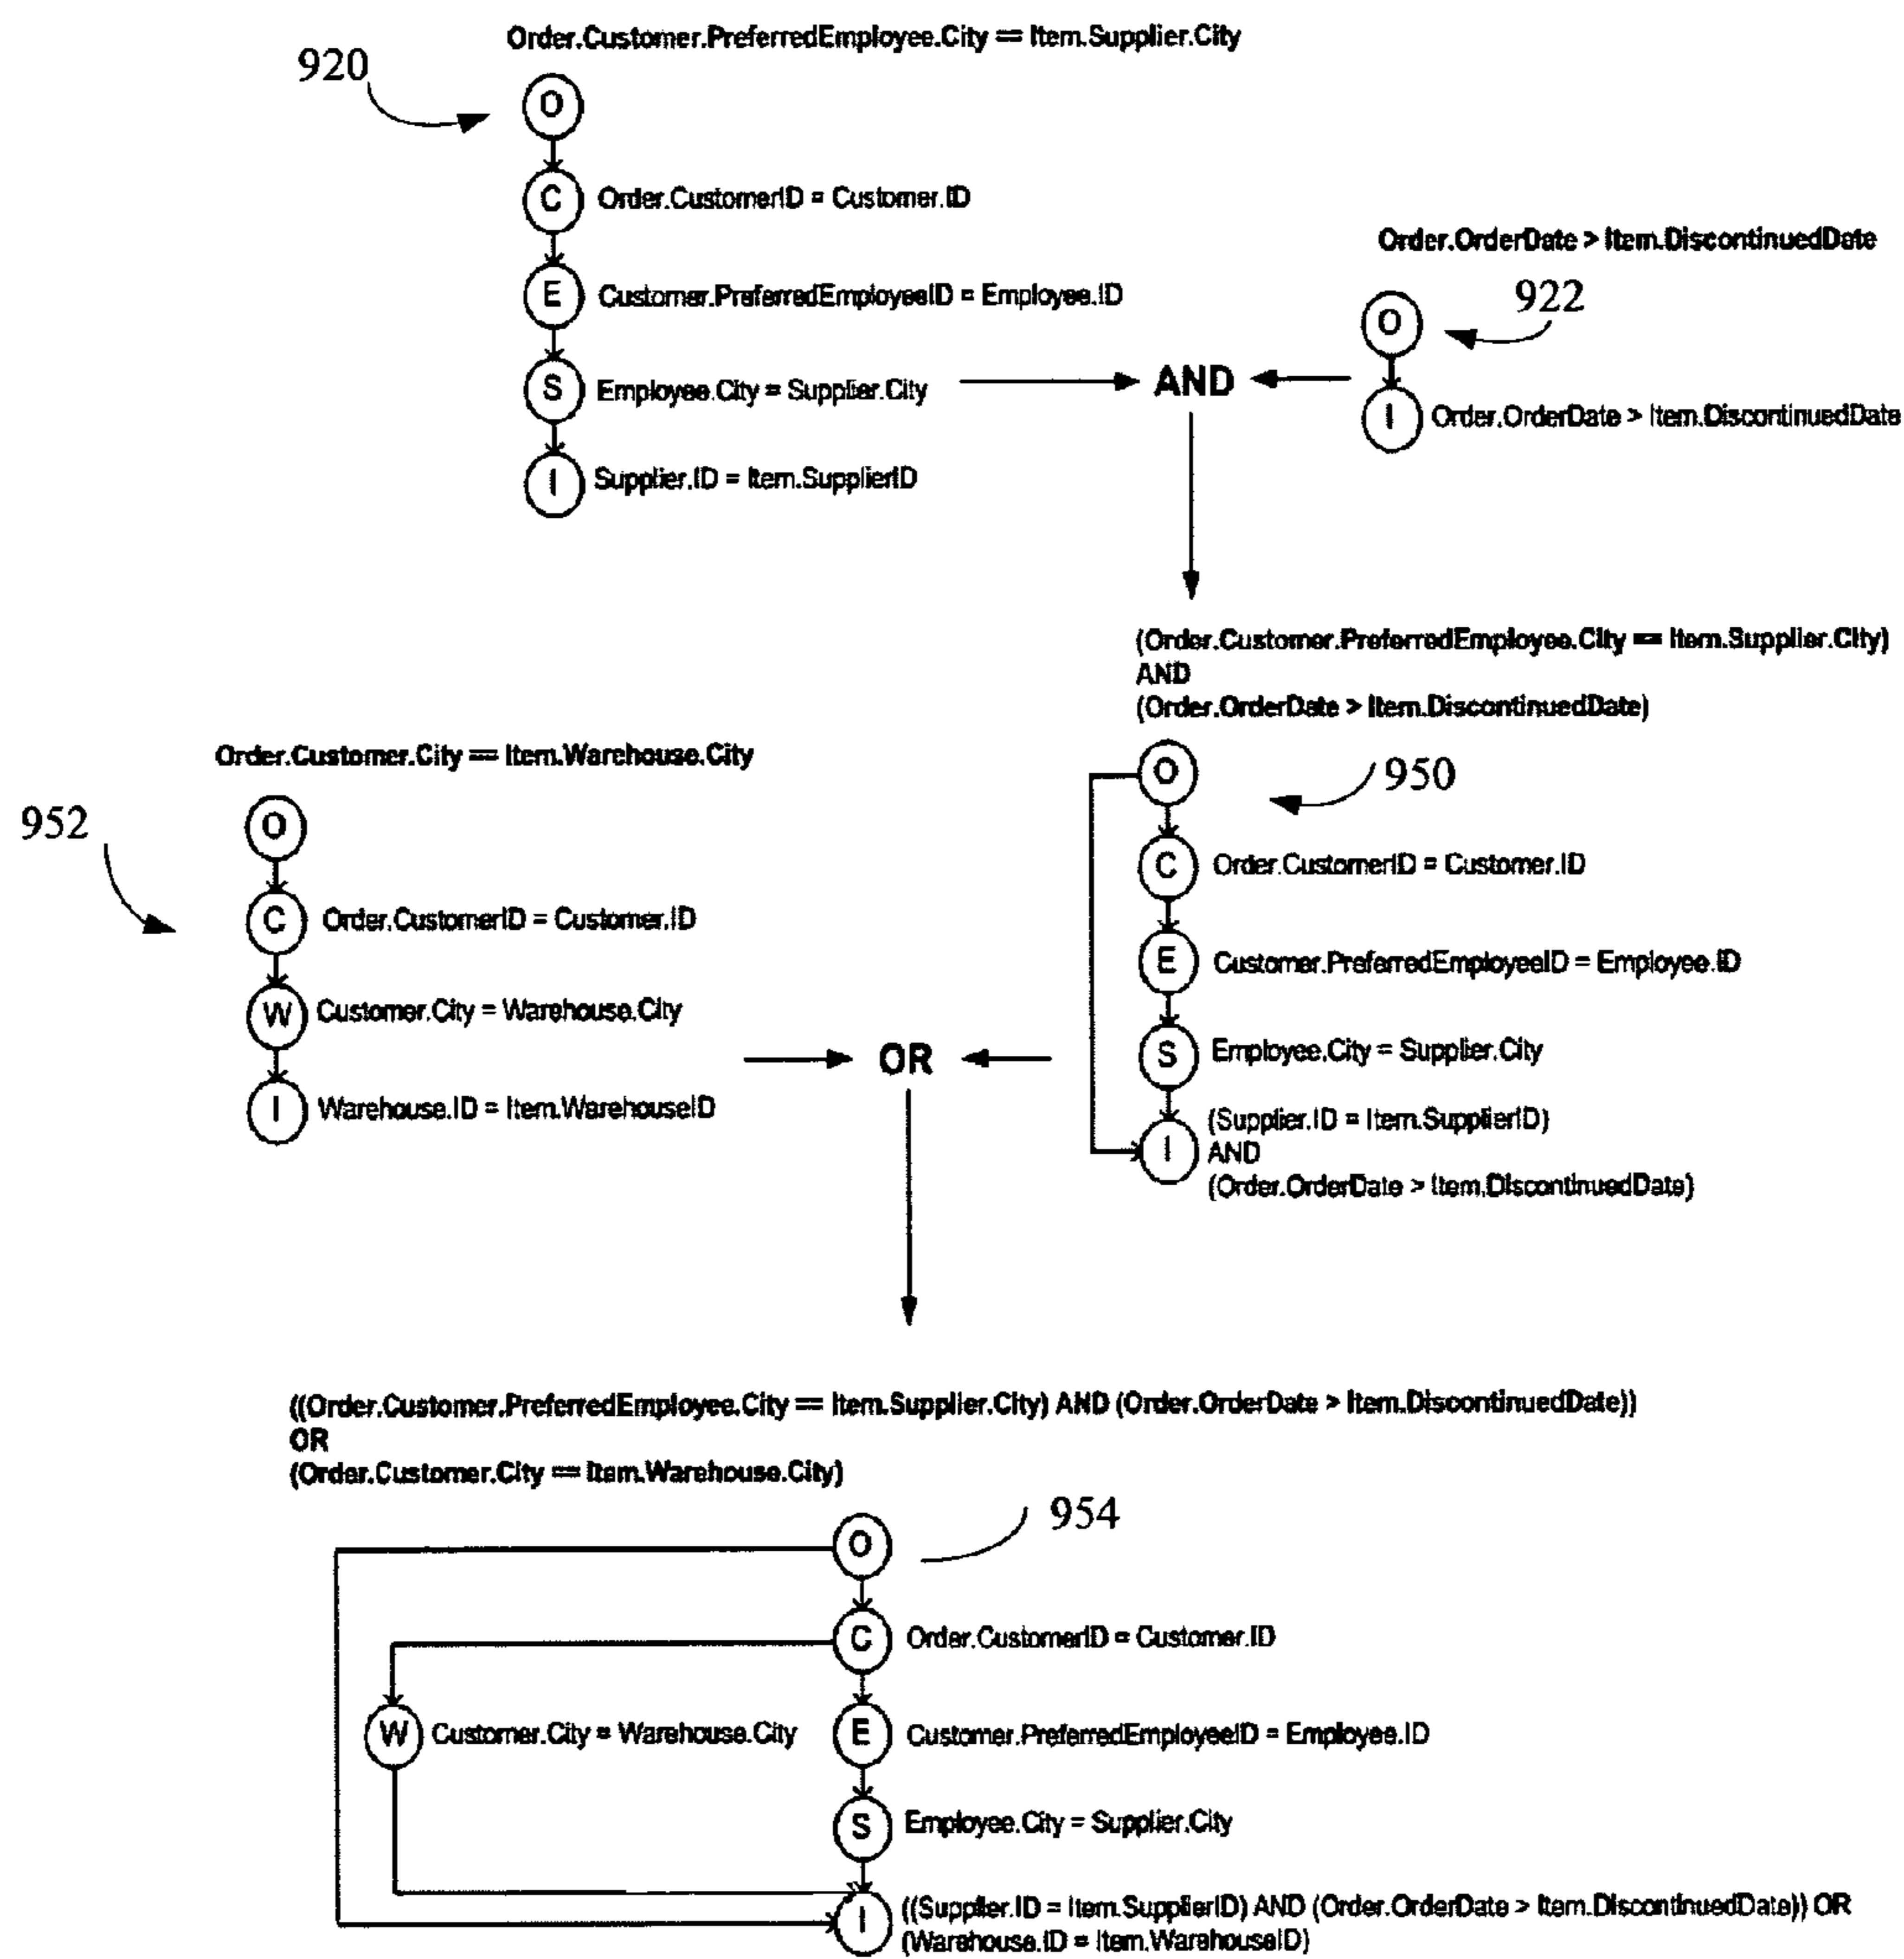 Order.Customer.PreferredEmployee.City == Item.Supplier.City
920
O
C Order.CustomerID = Customer.ID
Order.OrderDate > Item.DiscontinuedDate
E Customer.PreferredEmployeeID = Employee.ID
922
O
S Employee.City = Supplier.City
AND
I Order.OrderDate > Item.DiscontinuedDate
I Supplier.ID = Item.SupplierID
(Order.Customer.PreferredEmployee.City == Item.Supplier.City)
AND
(Order.OrderDate > Item.DiscontinuedDate)
Order.Customer.City == Item.Warehouse.City
952
O
C Order.CustomerID = Customer.ID
W Customer.City = Warehouse.City
I Warehouse.ID = Item.WarehouseID
OR
O
950
C Order.CustomerID = Customer.ID
E Customer.PreferredEmployeeID = Employee.ID
S Employee.City = Supplier.City
(Supplier.ID = Item.SupplierID)
I AND
(Order.OrderDate > Item.DiscontinuedDate)
((Order.Customer.PreferredEmployee.City == Item.Supplier.City) AND (Order.OrderDate > Item.DiscontinuedDate))
OR
(Order.Customer.City == Item.Warehouse.City)
954
O
C Order.CustomerID = Customer.ID
W Customer.City = Warehouse.City
E Customer.PreferredEmployeeID = Employee.ID
S Employee.City = Supplier.City
I ((Supplier.ID = Item.SupplierID) AND (Order.OrderDate > Item.DiscontinuedDate)) OR
(Warehouse.ID = Item.WarehouseID)